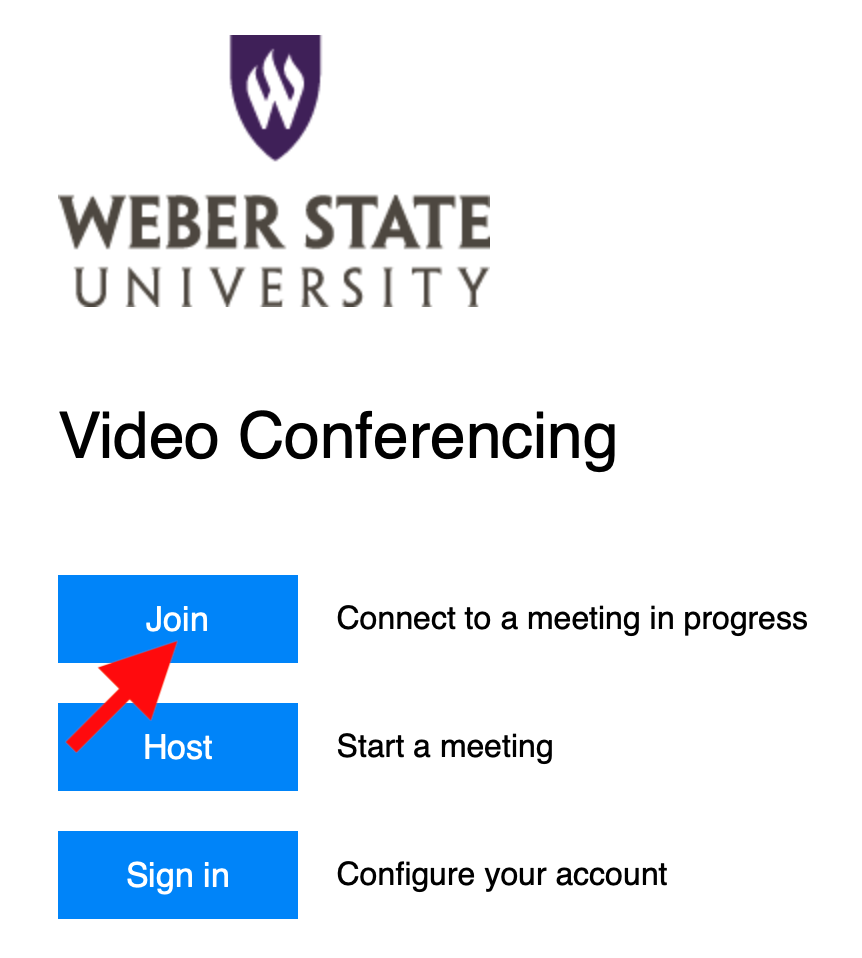 WEBER STATE
UNIVERSITY
Video Conferencing
Join Connect to a meeting in progress
Host Start a meeting
Sign in Configure your account